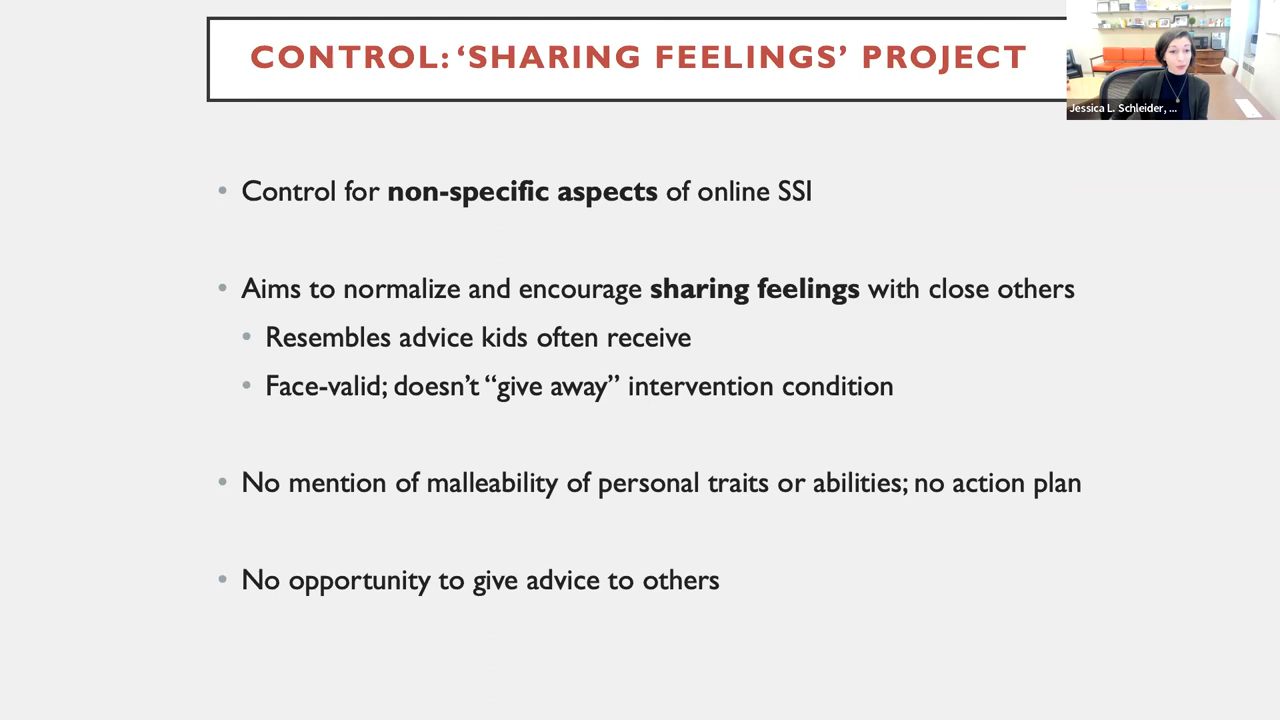 CONTROL: ‘SHARING FEELINGS’ PROJECT
Jessica L. Schleider, ...
• Control for non-specific aspects of online SSI
• Aims to normalize and encourage sharing feelings with close others
• Resembles advice kids often receive
• Face-valid; doesn’t “give away” intervention condition
• No mention of malleability of personal traits or abilities; no action plan
• No opportunity to give advice to others